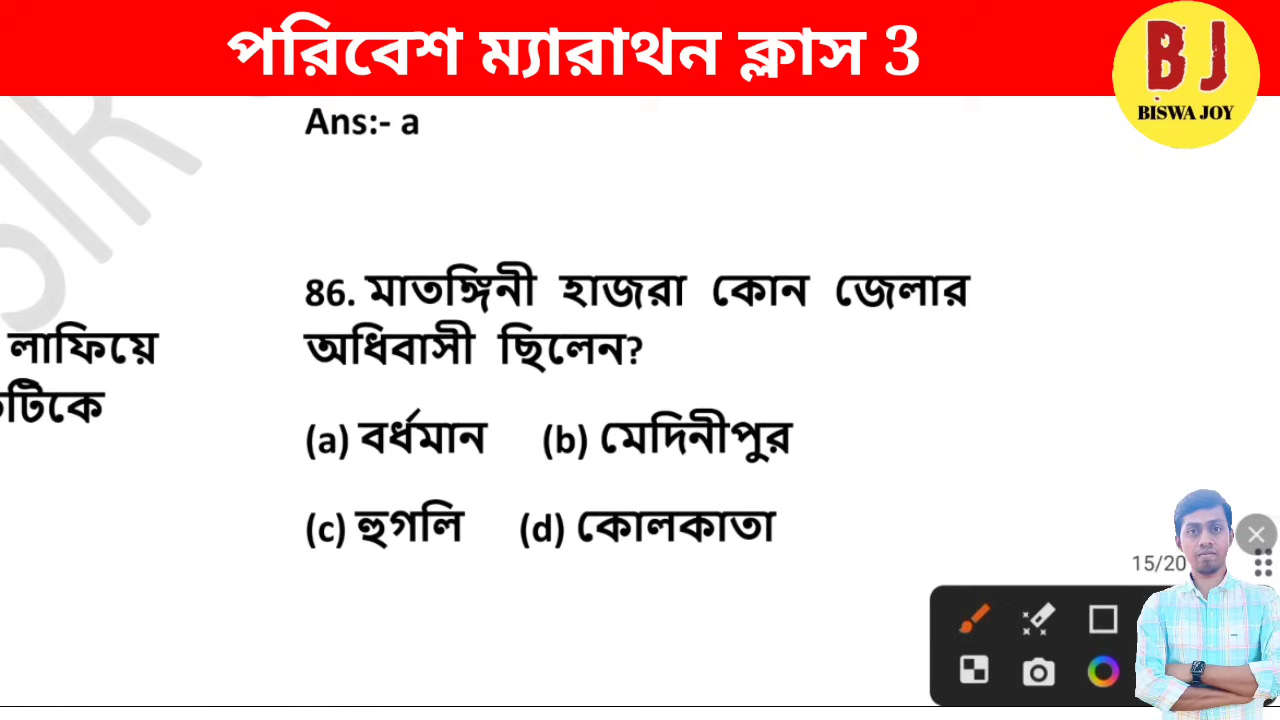 পরিবেশ ম্যারাথন ক্লাস 3
BJ
BISWA JOY
Ans:- a
86. মাতঙ্গিনী হাজরা কোন জেলার
অধিবাসী ছিলেন?
লাফিয়ে
টিকে
(a) বর্ধমান (b) মেদিনীপুর
(c) হুগলি (d) কোলকাতা
15/20